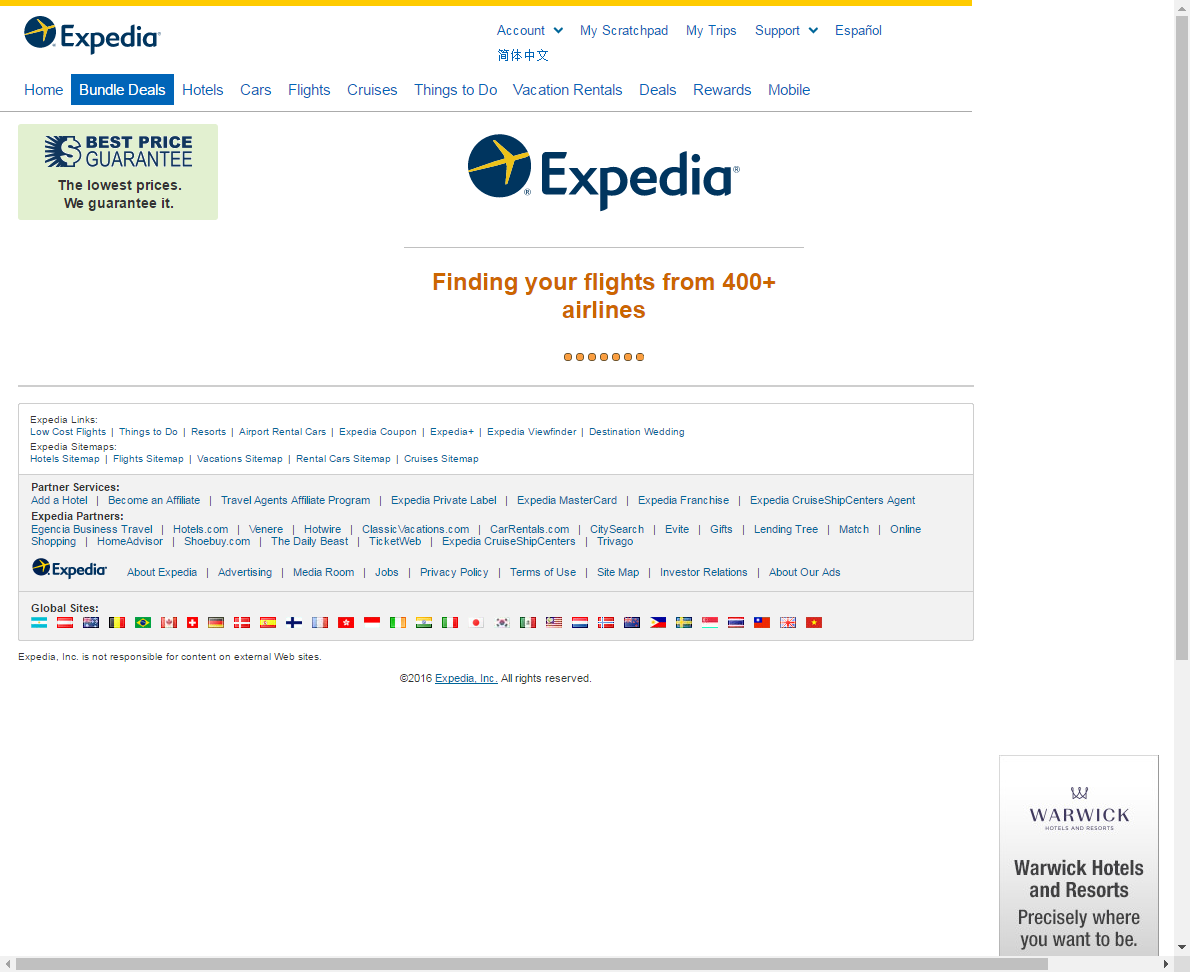 Expedia
Account My Scratchpad My Trips Support Español
简体中文
Home Bundle Deals Hotels Cars Flights Cruises Things to Do Vacation Rentals Deals Rewards Mobile
BEST PRICE
GUARANTEE
The lowest prices.
We guarantee it.
Expedia®
Finding your flights from 400+
airlines
Expedia Links:
Low Cost Flights | Things to Do | Resorts | Airport Rental Cars | Expedia Coupon | Expedia+ | Expedia Viewfinder | Destination Wedding
Expedia Sitemaps:
Hotels Sitemap | Flights Sitemap | Vacations Sitemap | Rental Cars Sitemap | Cruises Sitemap
Partner Services:
Add a Hotel | Become an Affiliate | Travel Agents Affiliate Program | Expedia Private Label | Expedia MasterCard | Expedia Franchise | Expedia CruiseShipCenters Agent
Expedia Partners:
Egencia Business Travel | Hotels.com | Venere | Hotwire | ClassicVacations.com | CarRentals.com | CitySearch | Evite | Gifts | Lending Tree | Match | Online
Shopping | HomeAdvisor | Shoebuy.com | The Daily Beast | TicketWeb | Expedia CruiseShipCenters | Trivago
Expedia About Expedia | Advertising | Media Room | Jobs | Privacy Policy | Terms of Use | Site Map | Investor Relations | About Our Ads
Global Sites:
Expedia, Inc. is not responsible for content on external Web sites.
©2016 Expedia, Inc. All rights reserved.
WARWICK
HOTELS AND RESORTS
Warwick Hotels
and Resorts
Precisely where
you want to be.